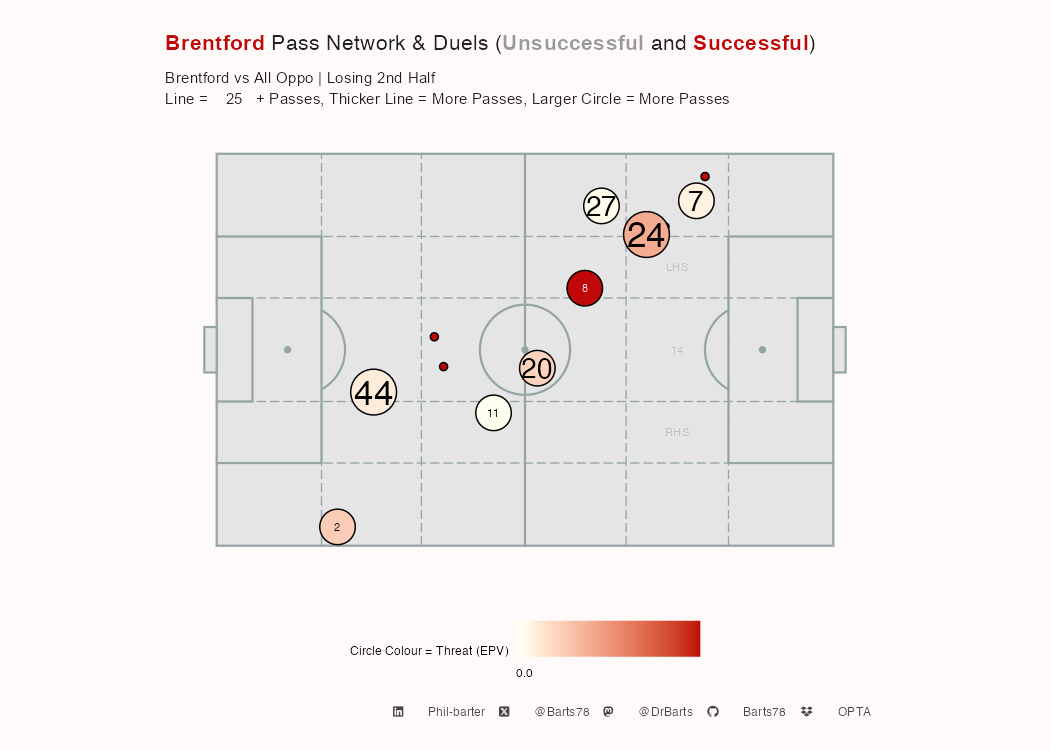 Brentford Pass Network & Duels (Unsuccessful and Successful)
Brentford vs All Oppo | Losing 2nd Half
Line = 25 + Passes, Thicker Line = More Passes, Larger Circle = More Passes
7
27
24
LHS
8
14
20
44
11
RHS
2
Circle Colour = Threat (EPV)
0.0
Phil-barter @Barts78 @DrBarts Barts78 OPTA